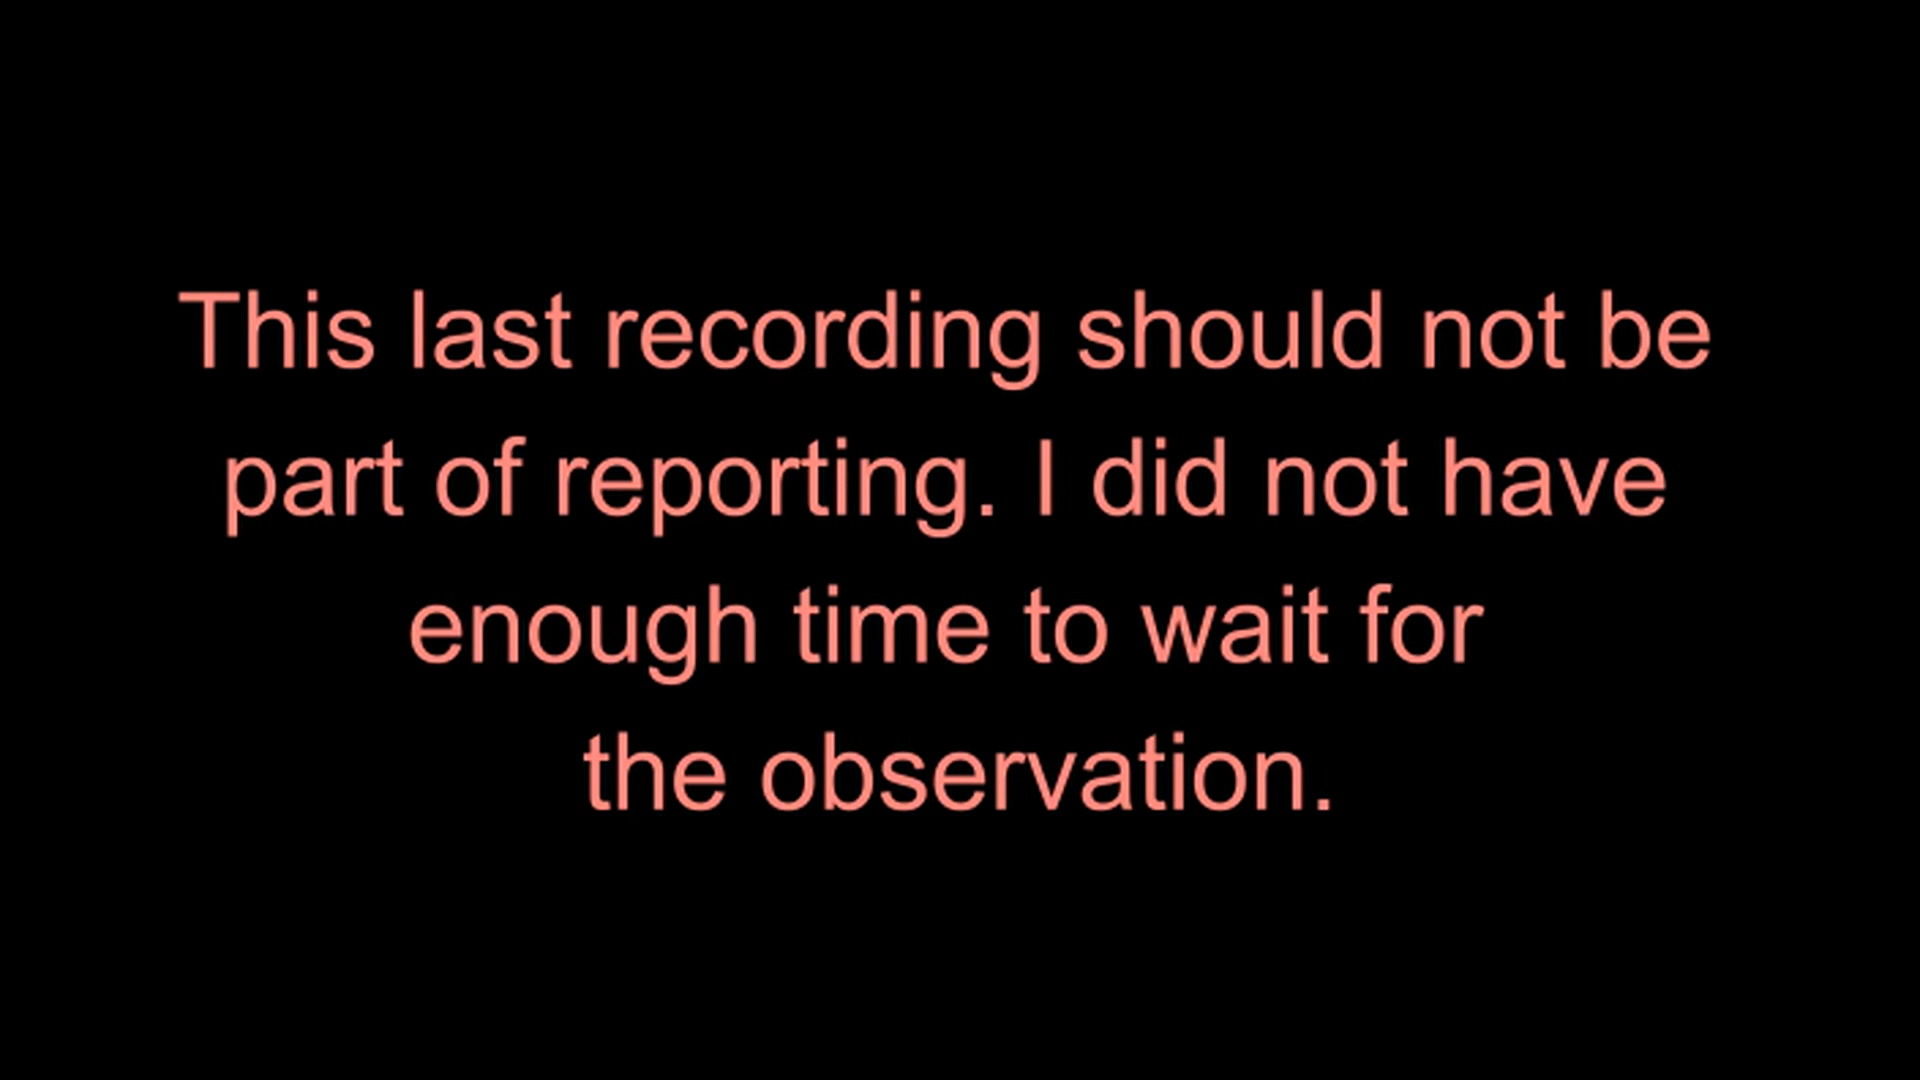 This last recording should not be
part of reporting. I did not have
enough time to wait for
the observation.